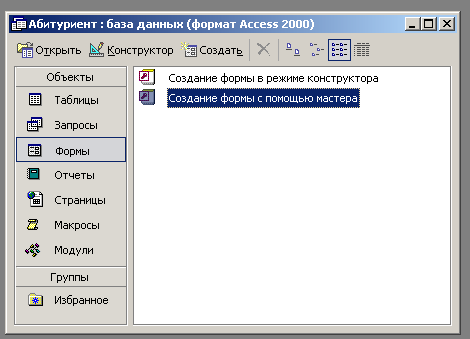 Абитуриент : база данных (формат Access 2000)
Открыть Конструктор Создать
Объекты
Таблицы
Запросы
Формы
Отчеты
Страницы
Макросы
Модули
Группы
Избранное
Создание формы в режиме конструктора
Создание формы с помощью мастера